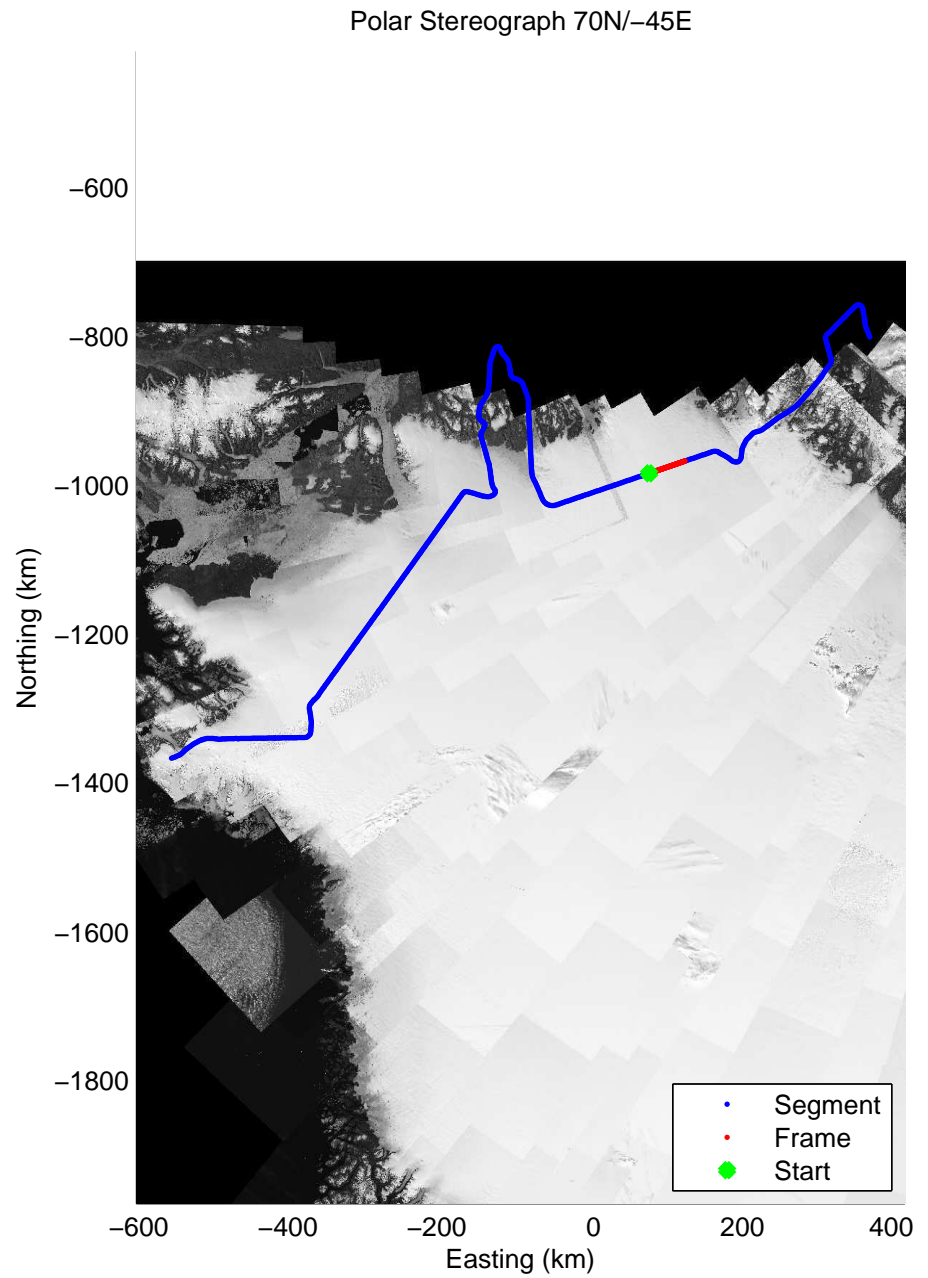 Polar Stereograph 70N/−45E
−600
−800
−1000
−1200
−1400
−1600
−1800
Northing (km)
Segment
Frame
Start
−600 −400 −200 0 200 400
Easting (km)